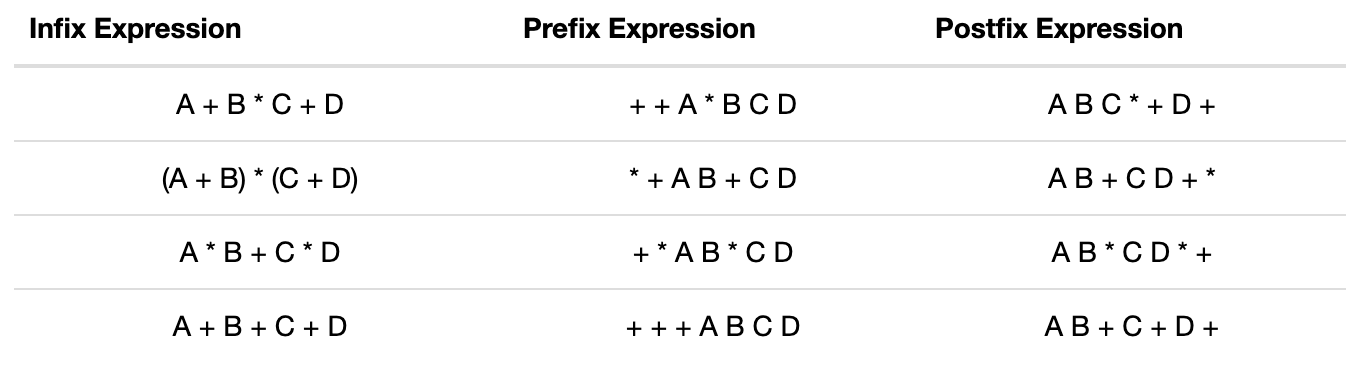 Infix Expression Prefix Expression Postfix Expression
A + B * C + D + + A * B C D A B C * + D +
(A + B) * (C + D) * + A B + C D A B + C D + *
A * B + C * D + * A B * C D A B * C D * +
A + B + C + D + + + A B C D A B + C + D +